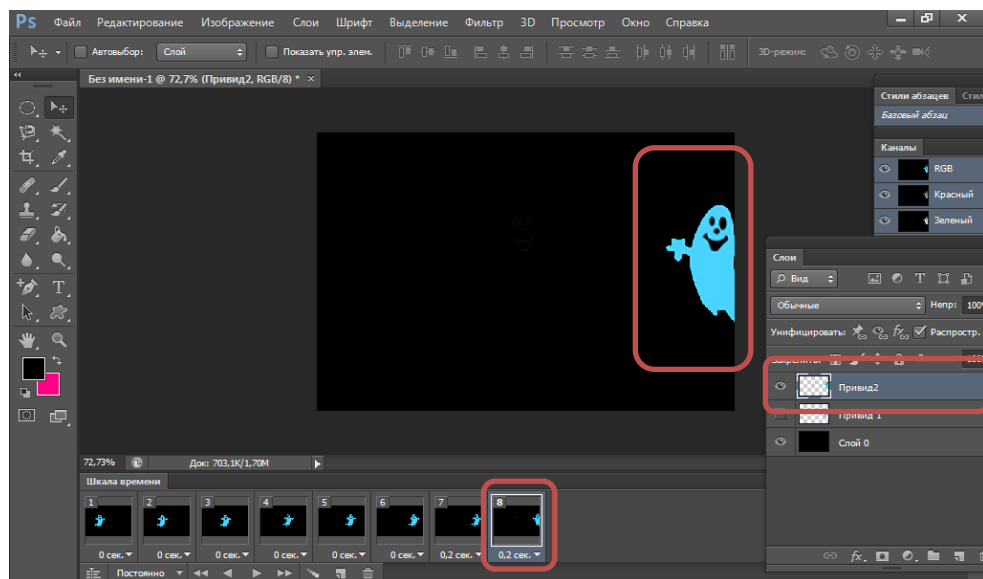 Ps Файл Редактирование Изображение Слои Шрифт Выделение Фильтр 3D Просмотр Окно Справка
Автовыбор: Слой Показать упр. элем. 3D-режим:
Без имени-1 @ 72,7% (Привид2, RGB/8) * ×
Стили абзацев
Базовый абзац
Каналы
RGB
Красный
Зеленый
Слои
Вид
Обычные Непр: 100%
Унифицировать: Распростр.
Привид2
Привид 1
Слой 0
72,73% Док: 703,1K/1,70M
Шкала времени
1 2 3 4 5 6 7 8
0 сек. 0 сек. 0 сек. 0 сек. 0 сек. 0 сек. 0,2 сек. 0,2 сек.
Постоянно